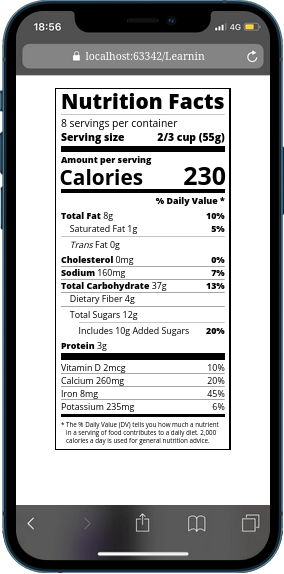 18:56 4G
localhost:63342/Learnin
Nutrition Facts
8 servings per container
Serving size 2/3 cup (55g)
Amount per serving
Calories 230
% Daily Value *
Total Fat 8g 10%
Saturated Fat 1g 5%
Trans Fat 0g
Cholesterol 0mg 0%
Sodium 160mg 7%
Total Carbohydrate 37g 13%
Dietary Fiber 4g
Total Sugars 12g
Includes 10g Added Sugars 20%
Protein 3g
Vitamin D 2mcg 10%
Calcium 260mg 20%
Iron 8mg 45%
Potassium 235mg 6%
* The % Daily Value (DV) tells you how much a nutrient
in a serving of food contributes to a daily diet. 2,000
calories a day is used for general nutrition advice.